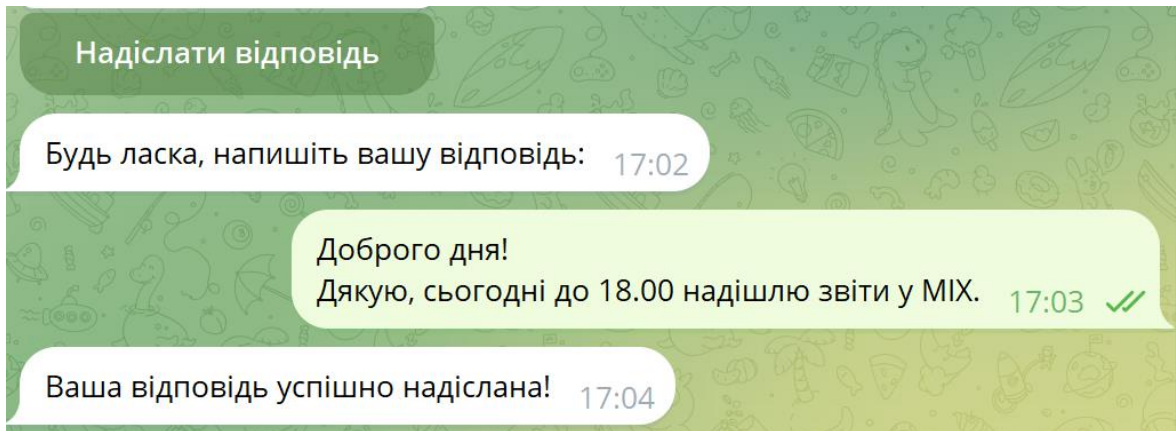 Надіслати відповідь
Будь ласка, напишіть вашу відповідь: 17:02
Доброго дня!
Дякую, сьогодні до 18.00 надішлю звіти у МІХ. 17:03
Ваша відповідь успішно надіслана! 17:04